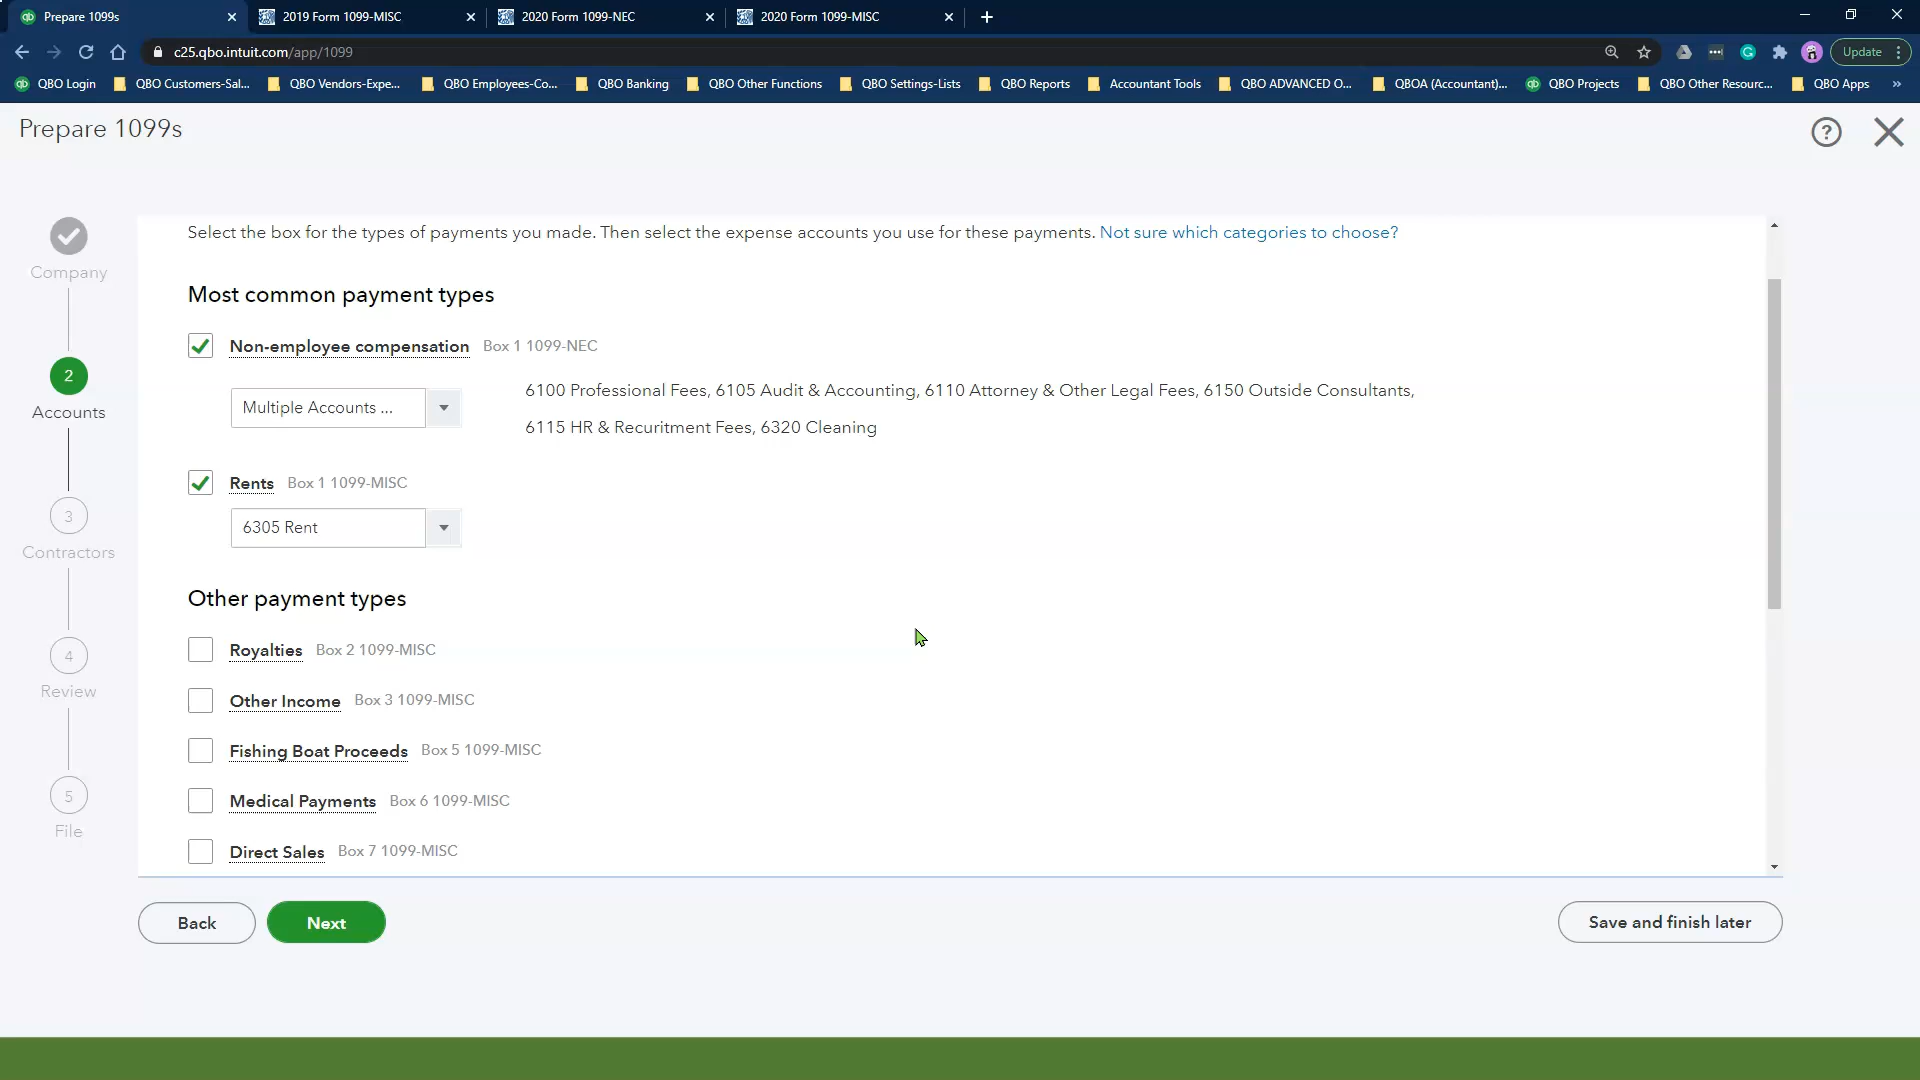 Prepare 1099s
2019 Form 1099-MISC
2020 Form 1099-NEC
2020 Form 1099-MISC
c25.qbo.intuit.com/app/1099
Update
QBO Login
QBO Customers-Sal...
QBO Vendors-Expe...
QBO Employees-Co...
QBO Banking
QBO Other Functions
QBO Settings-Lists
QBO Reports
Accountant Tools
QBO ADVANCED O...
QBOA (Accountant)...
QBO Projects
QBO Other Resourc...
QBO Apps
»
Prepare 1099s
?
Company
2
Accounts
3
Contractors
4
Review
5
File
Select the box for the types of payments you made. Then select the expense accounts you use for these payments. Not sure which categories to choose?
Most common payment types
Non-employee compensation Box 1 1099-NEC
Multiple Accounts ...
6100 Professional Fees, 6105 Audit & Accounting, 6110 Attorney & Other Legal Fees, 6150 Outside Consultants,
6115 HR & Recuritment Fees, 6320 Cleaning
Rents Box 1 1099-MISC
6305 Rent
Other payment types
Royalties Box 2 1099-MISC
Other Income Box 3 1099-MISC
Fishing Boat Proceeds Box 5 1099-MISC
Medical Payments Box 6 1099-MISC
Direct Sales Box 7 1099-MISC
Back
Next
Save and finish later